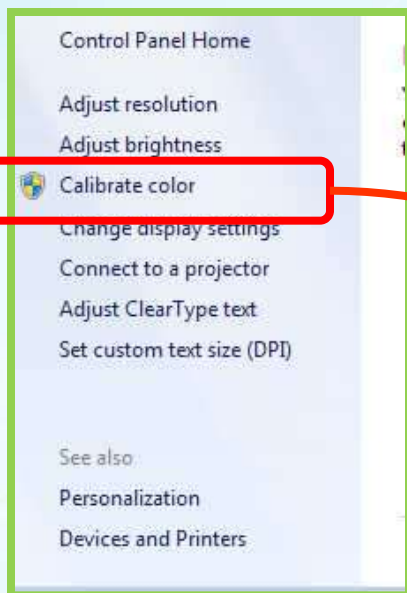 Control Panel Home
Adjust resolution
Adjust brightness
Calibrate color
Change display settings
Connect to a projector
Adjust ClearType text
Set custom text size (DPI)
See also
Personalization
Devices and Printers